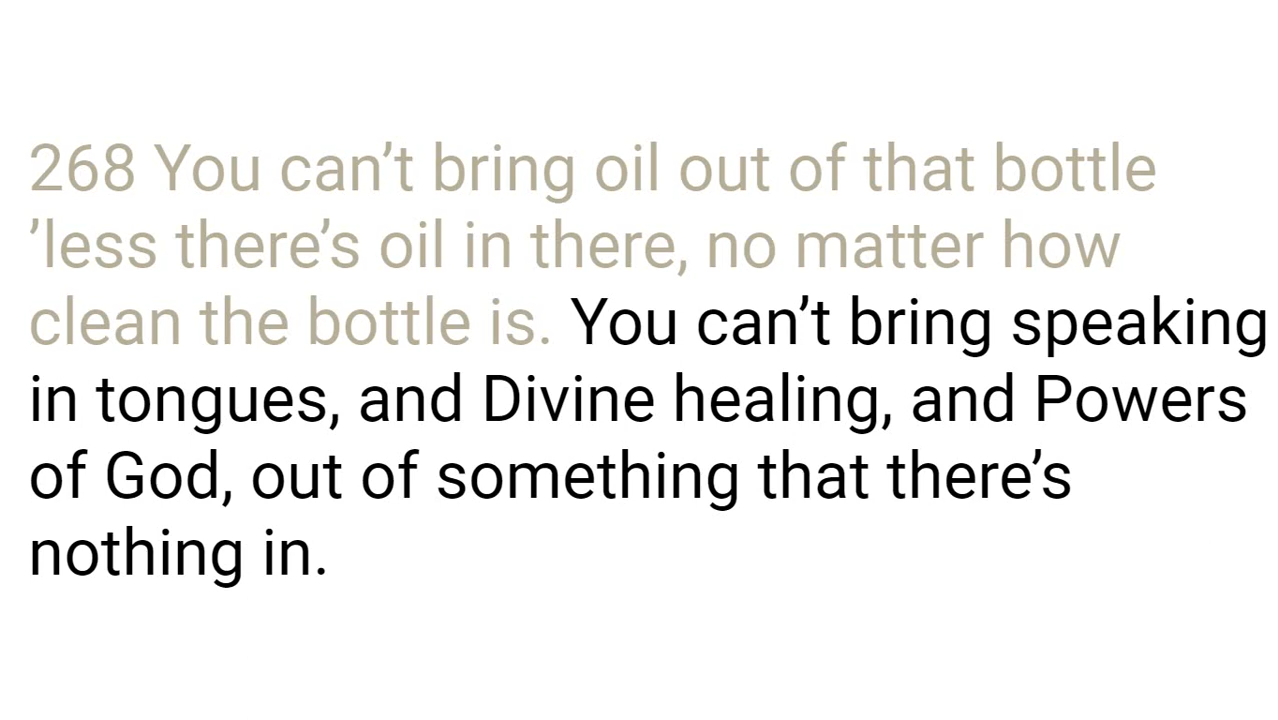 268 You can’t bring oil out of that bottle
’less there’s oil in there, no matter how
clean the bottle is. You can’t bring speaking
in tongues, and Divine healing, and Powers
of God, out of something that there’s
nothing in.